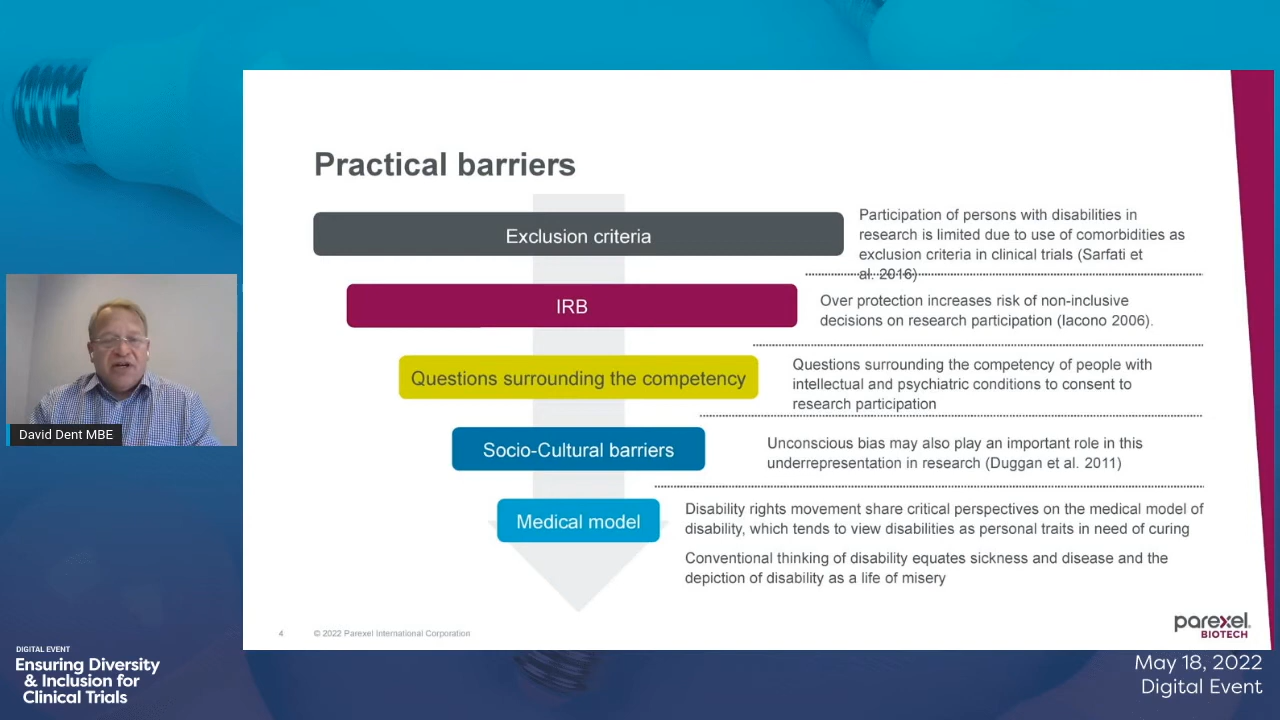 Practical barriers
Exclusion criteria
Participation of persons with disabilities in
research is limited due to use of comorbidities as
exclusion criteria in clinical trials (Sarfati et
al. 2016)
IRB
Over protection increases risk of non-inclusive
decisions on research participation (Iacono 2006).
Questions surrounding the competency
Questions surrounding the competency of people with
intellectual and psychiatric conditions to consent to
research participation
Socio-Cultural barriers
Unconscious bias may also play an important role in this
underrepresentation in research (Duggan et al. 2011)
Medical model
Disability rights movement share critical perspectives on the medical model of
disability, which tends to view disabilities as personal traits in need of curing
Conventional thinking of disability equates sickness and disease and the
depiction of disability as a life of misery
4
© 2022 Parexel International Corporation
parexel.
BIOTECH
David Dent MBE
DIGITAL EVENT
Ensuring Diversity
& Inclusion for
Clinical Trials
May 18, 2022
Digital Event